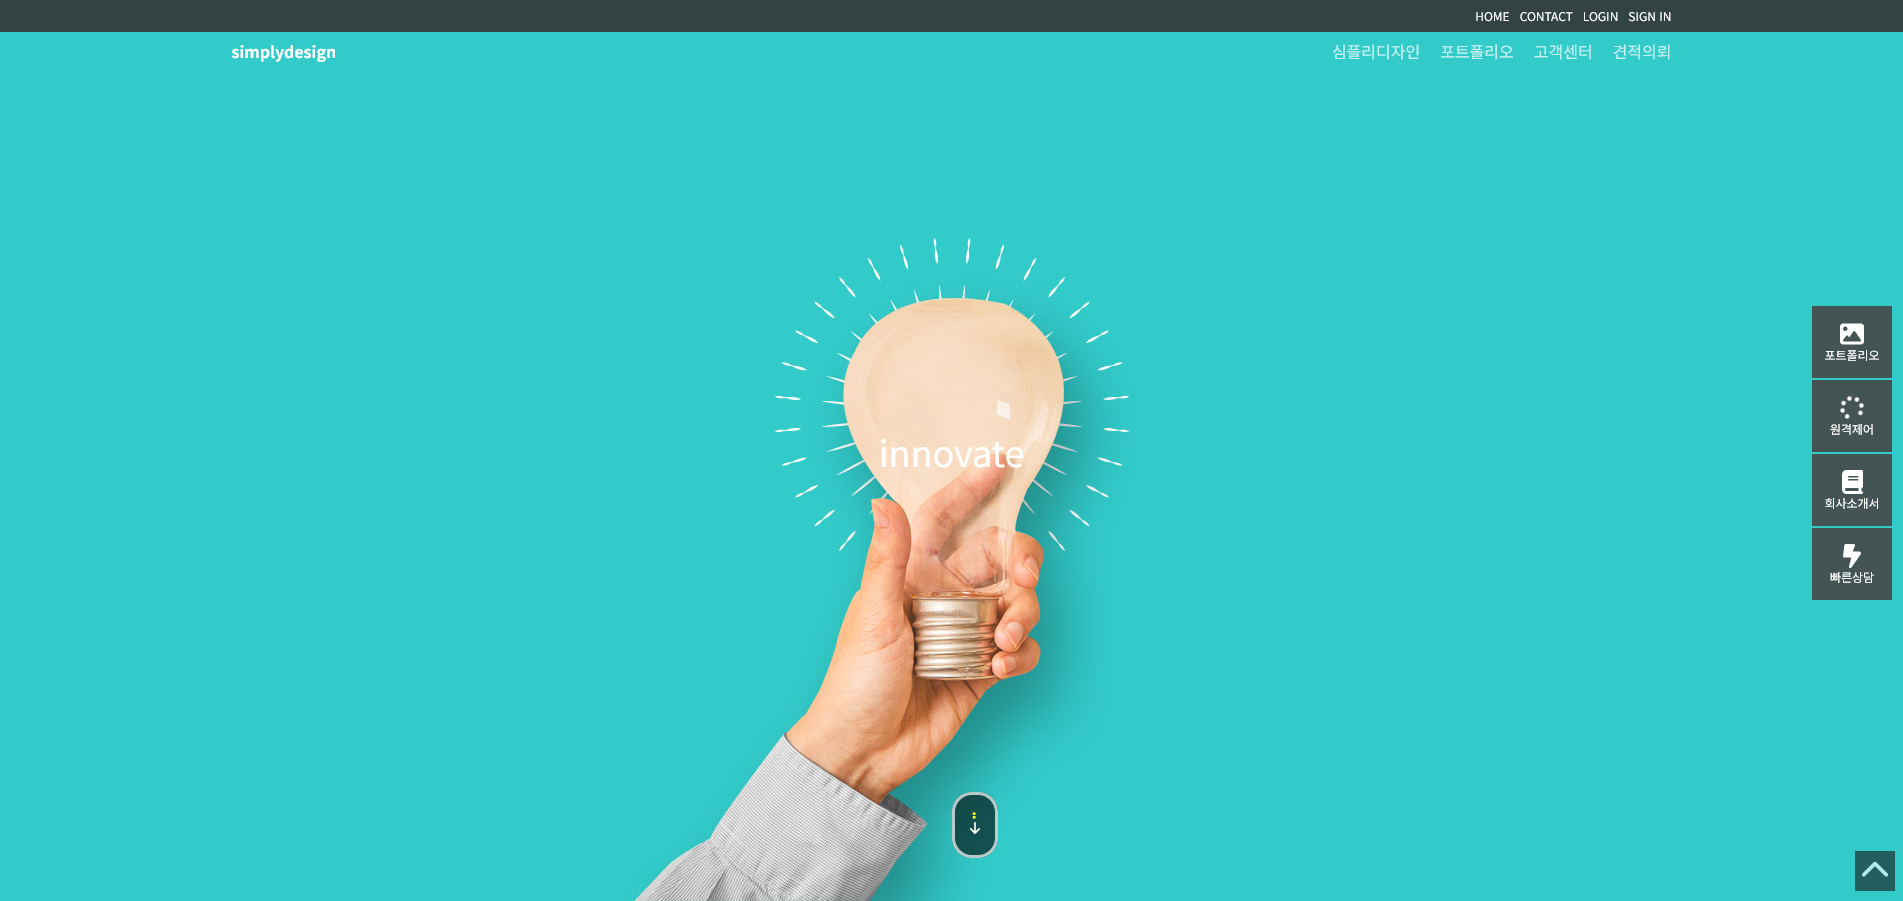 HOME CONTACT LOGIN SIGN IN
simplydesign 심플리디자인 포트폴리오 고객센터 견적의뢰
innovate
포트폴리오
원격제어
회사소개서
빠른상담